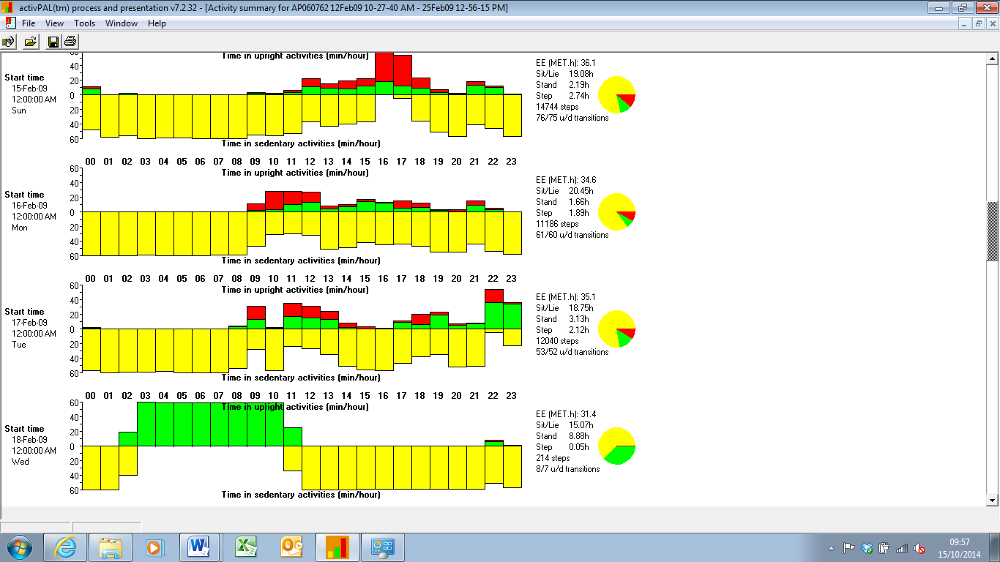 activPAL(tm) process and presentation v7.2.32 - [Activity summary for AP060762 12Feb09 10-27-40 AM - 25Feb09 12-56-15 PM]
File View Tools Window Help
Time in upright activities (min/hour)
40
20
0
20
40
60
Start time
15-Feb-09
12:00:00 AM
Sun
Time in sedentary activities (min/hour)
EE (MET.h): 36.1
Sit/Lie 19.08h
Stand 2.19h
Step 2.74h
14744 steps
76/75 u/d transitions
00 01 02 03 04 05 06 07 08 09 10 11 12 13 14 15 16 17 18 19 20 21 22 23
Time in upright activities (min/hour)
60
40
20
0
20
40
60
Start time
16-Feb-09
12:00:00 AM
Mon
Time in sedentary activities (min/hour)
EE (MET.h): 34.6
Sit/Lie 20.45h
Stand 1.66h
Step 1.89h
11186 steps
61/60 u/d transitions
00 01 02 03 04 05 06 07 08 09 10 11 12 13 14 15 16 17 18 19 20 21 22 23
Time in upright activities (min/hour)
60
40
20
0
20
40
60
Start time
17-Feb-09
12:00:00 AM
Tue
Time in sedentary activities (min/hour)
EE (MET.h): 35.1
Sit/Lie 18.75h
Stand 3.13h
Step 2.12h
12040 steps
53/52 u/d transitions
00 01 02 03 04 05 06 07 08 09 10 11 12 13 14 15 16 17 18 19 20 21 22 23
Time in upright activities (min/hour)
60
40
20
0
20
40
60
Start time
18-Feb-09
12:00:00 AM
Wed
Time in sedentary activities (min/hour)
EE (MET.h): 31.4
Sit/Lie 15.07h
Stand 8.88h
Step 0.05h
214 steps
8/7 u/d transitions
09:57
15/10/2014